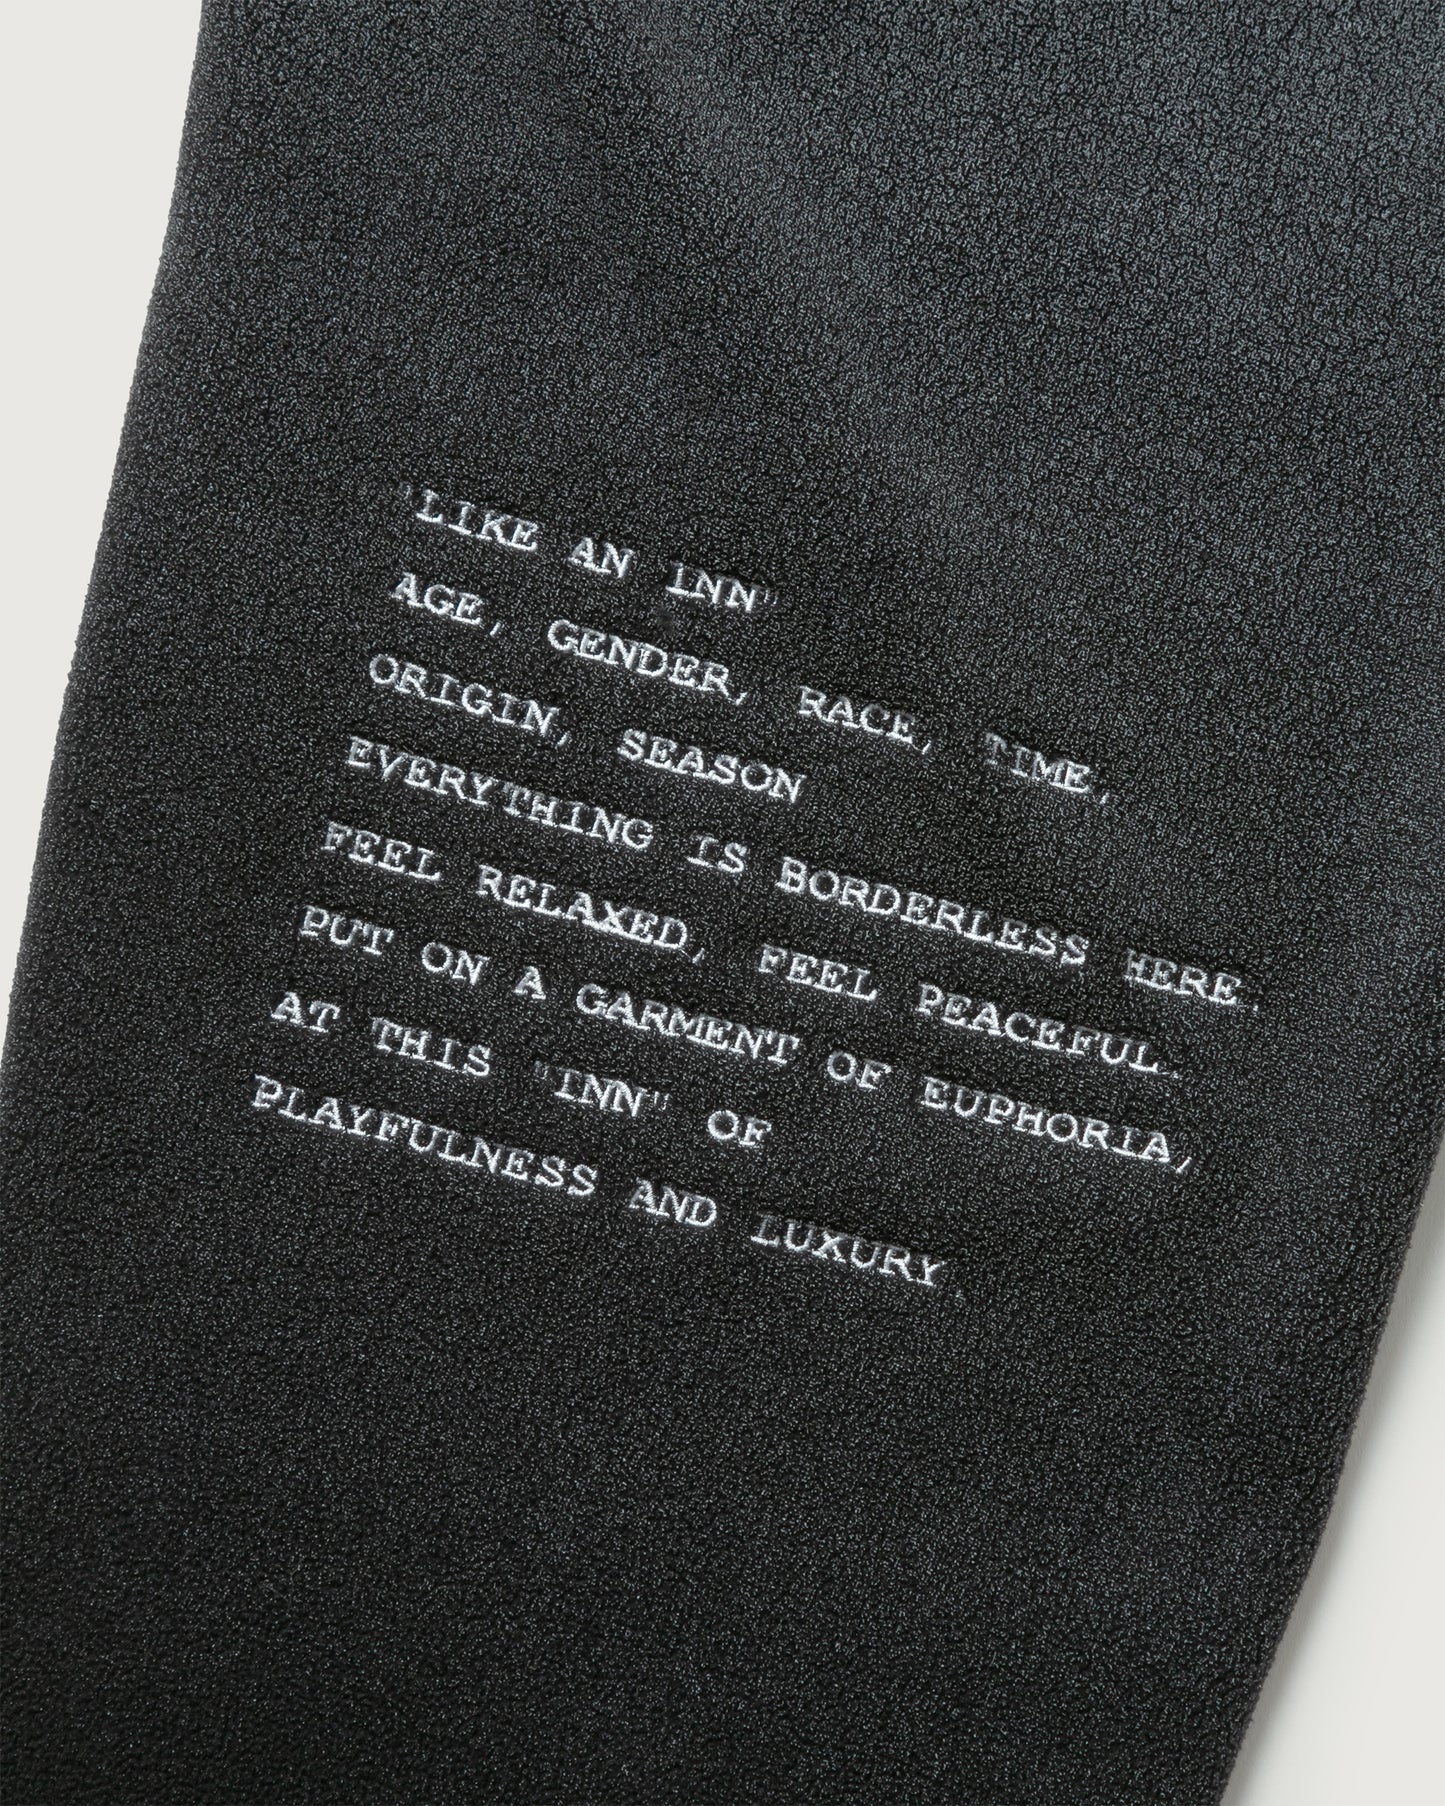 "LIKE AN INN"
AGE, GENDER, RACE, TIME,
ORIGIN, SEASON
EVERYTHING IS BORDERLESS HERE.
FEEL RELAXED, FEEL PEACEFUL.
PUT ON A GARMENT OF EUPHORIA,
AT THIS "INN" OF
PLAYFULNESS AND LUXURY.